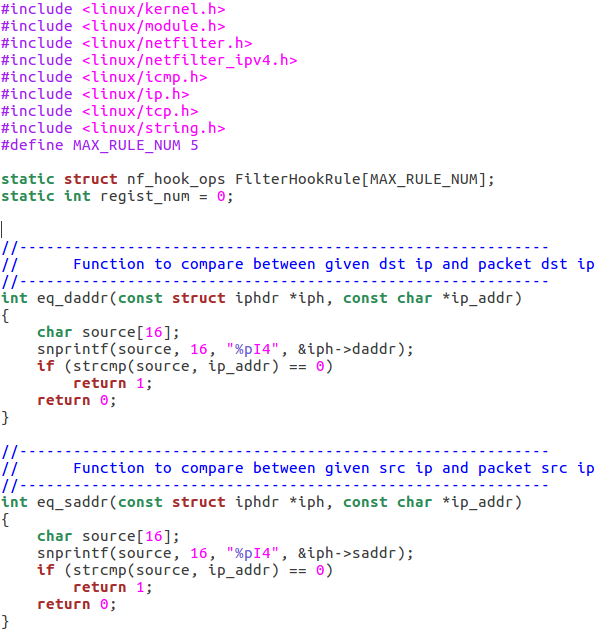 #include <linux/kernel.h>
#include <linux/module.h>
#include <linux/netfilter.h>
#include <linux/netfilter_ipv4.h>
#include <linux/icmp.h>
#include <linux/ip.h>
#include <linux/tcp.h>
#include <linux/string.h>
#define MAX_RULE_NUM 5

static struct nf_hook_ops FilterHookRule[MAX_RULE_NUM];
static int regist_num = 0;

//-----------------------------------------------------------
//      Function to compare between given dst ip and packet dst ip
//-----------------------------------------------------------
int eq_daddr(const struct iphdr *iph, const char *ip_addr)
{
    char source[16];
    snprintf(source, 16, "%pI4", &iph->daddr);
    if (strcmp(source, ip_addr) == 0)
        return 1;
    return 0;
}

//-----------------------------------------------------------
//      Function to compare between given src ip and packet src ip
//-----------------------------------------------------------
int eq_saddr(const struct iphdr *iph, const char *ip_addr)
{
    char source[16];
    snprintf(source, 16, "%pI4", &iph->saddr);
    if (strcmp(source, ip_addr) == 0)
        return 1;
    return 0;
}